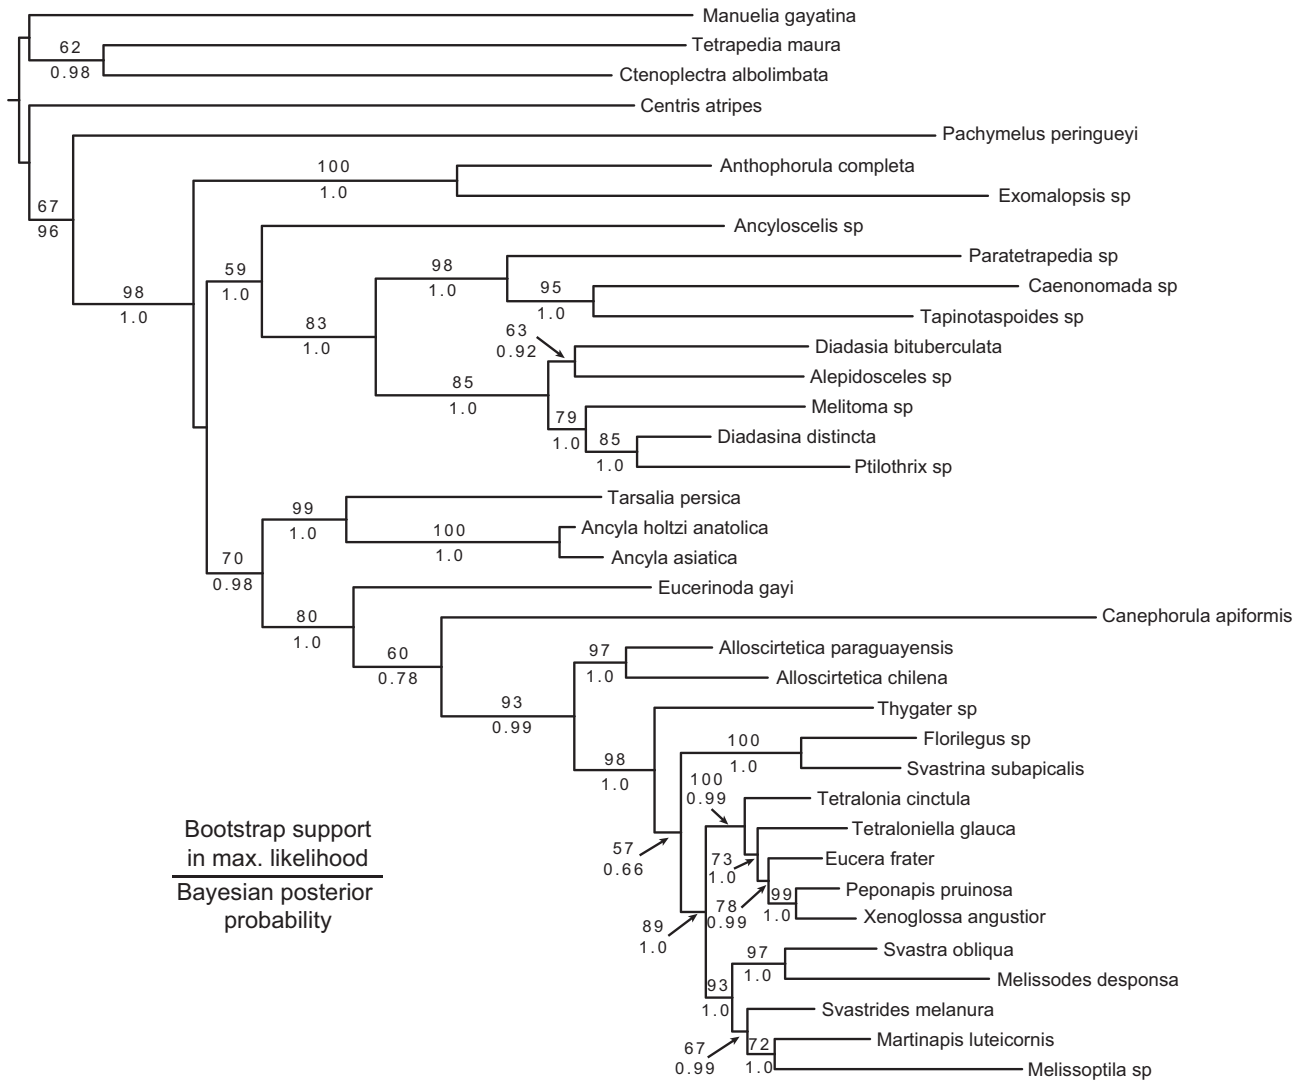 Manuelia gayatina
62
Tetrapedia maura
0.98
Ctenoplectra albolimbata
Centris atripes
Pachymelus peringueyi
100
Anthophorula completa
1.0
Exomalopsis sp
67
96
Ancyloscelis sp
98
Paratetrapedia sp
59
1.0
1.0
95
Caenonomada sp
98
1.0
1.0
Tapinotaspoides sp
83
1.0
63
0.92
Diadasia bituberculata
Alepidosceles sp
85
1.0
Melitoma sp
79
1.0
85
Diadasina distincta
1.0
Ptilothrix sp
99
Tarsalia persica
1.0
100
Ancyla holtzi anatolica
1.0
Ancyla asiatica
70
0.98
Eucerinoda gayi
80
1.0
Canephorula apiformis
60
0.78
97
Alloscirtetica paraguayensis
1.0
Alloscirtetica chilena
93
0.99
Thygater sp
98
1.0
100
Florilegus sp
1.0
Svastrina subapicalis
100
0.99
Tetralonia cinctula
57
0.66
Tetraloniella glauca
73
1.0
Eucera frater
99
Peponapis pruinosa
78
0.99
1.0
Xenoglossa angustior
89
1.0
97
Svastra obliqua
1.0
Melissodes desponsa
93
1.0
Svastrides melanura
67
0.99
72
Martinapis luteicornis
1.0
Melissoptila sp
Bootstrap support
in max. likelihood
Bayesian posterior
probability